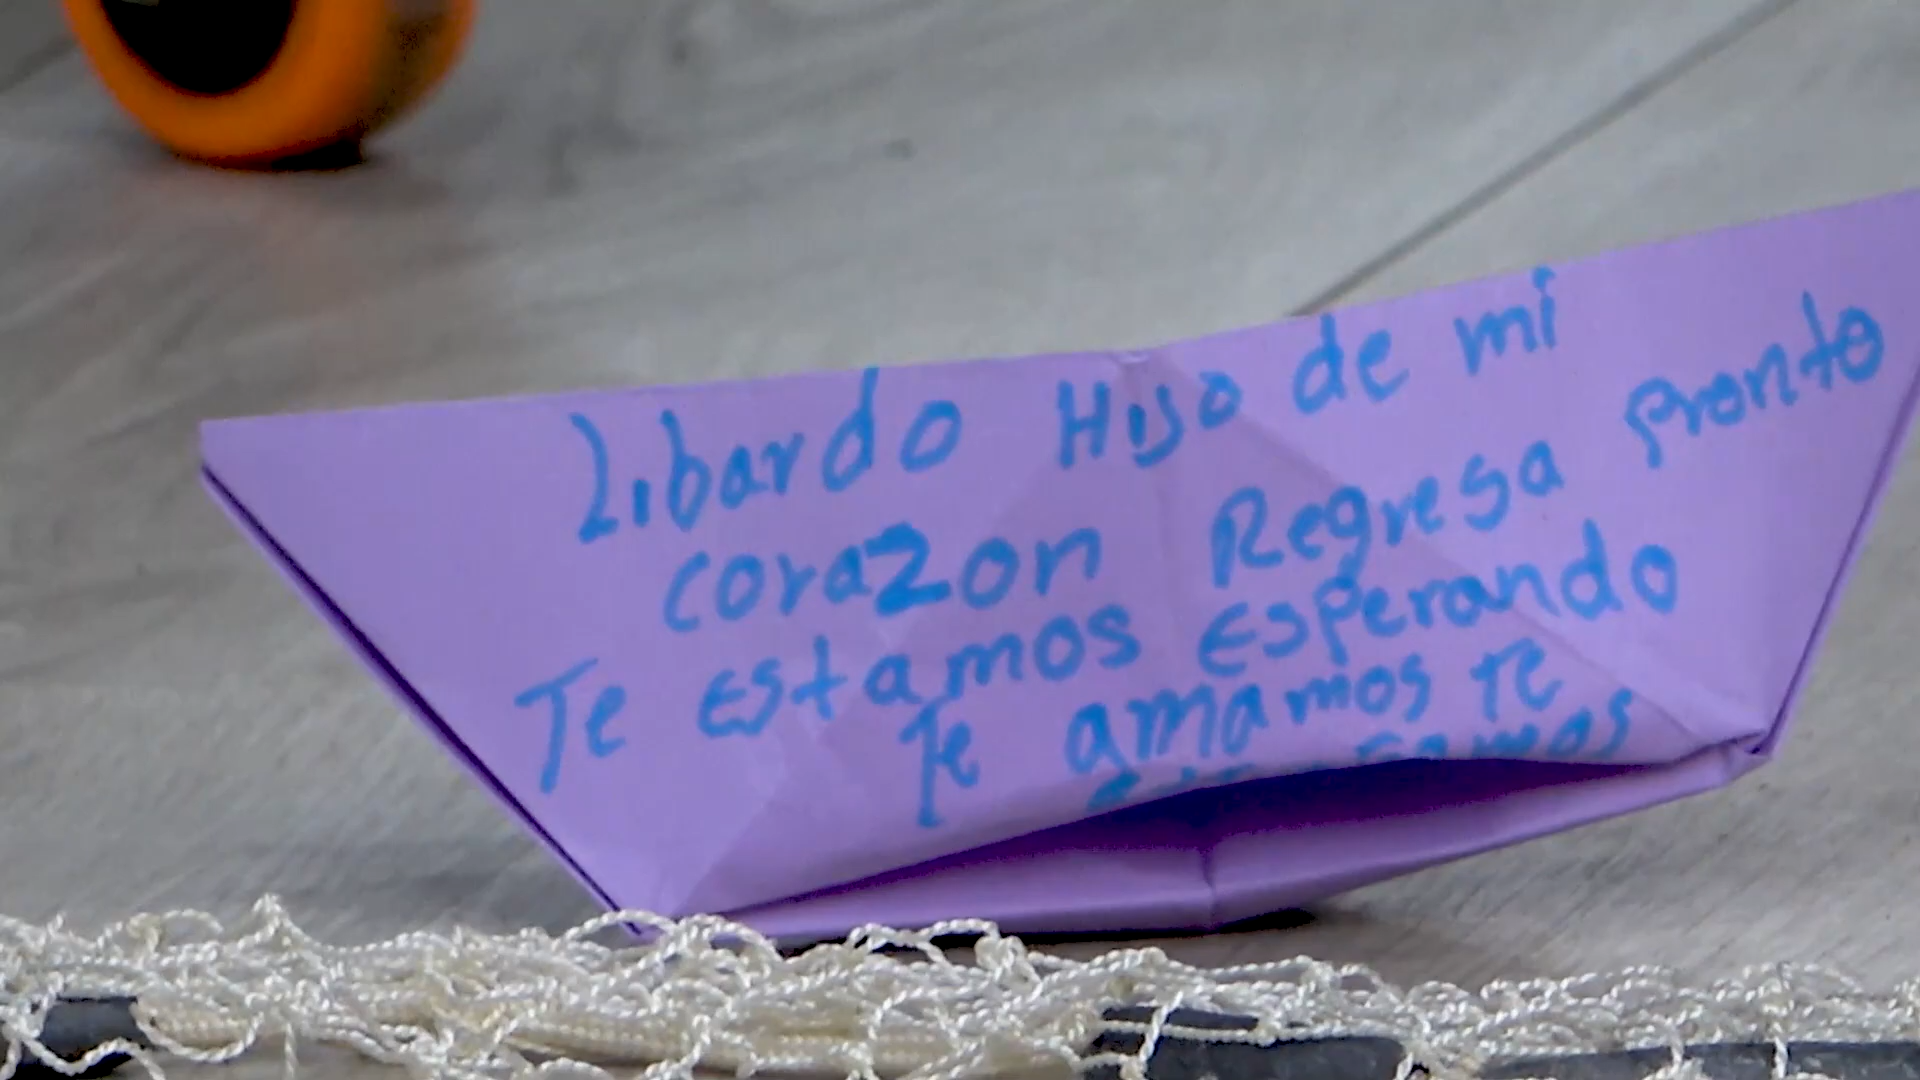 Libardo Hijo de mi
corazon Regresa pronto
Te Estamos Esperando
Te amamos te